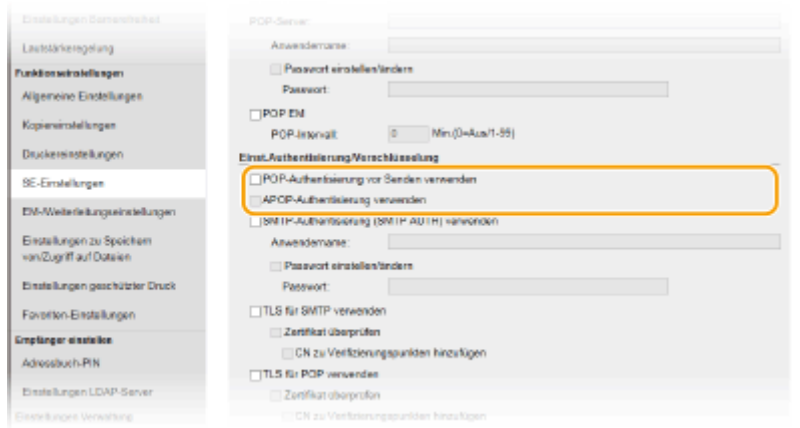 Einstellungen Barrierefreiheit
Lautstärkeregelung
Funktionseinstellungen
Allgemeine Einstellungen
Kopiereinstellungen
Druckereinstellungen
SE-Einstellungen
EM-Weiterleitungseinstellungen
Einstellungen zu Speichern
von/Zugriff auf Dateien
Einstellungen geschützter Druck
Favoriten-Einstellungen
Empfänger einstellen
Adressbuch-PIN
Einstellungen LDAP-Server
Einstellungen Verwaltung
POP-Server:
Anwendername:
Passwort einstellen/ändern
Passwort:
POP EM
POP-Intervall: 0 Min.(0=Aus/1-99)
Einst.Authentisierung/Verschlüsselung
POP-Authentisierung vor Senden verwenden
APOP-Authentisierung verwenden
SMTP-Authentisierung (SMTP AUTH) verwenden
Anwendername:
Passwort einstellen/ändern
Passwort:
TLS für SMTP verwenden
Zertifikat überprüfen
CN zu Verifizierungspunkten hinzufügen
TLS für POP verwenden
Zertifikat überprüfen
CN zu Verifizierungspunkten hinzufügen